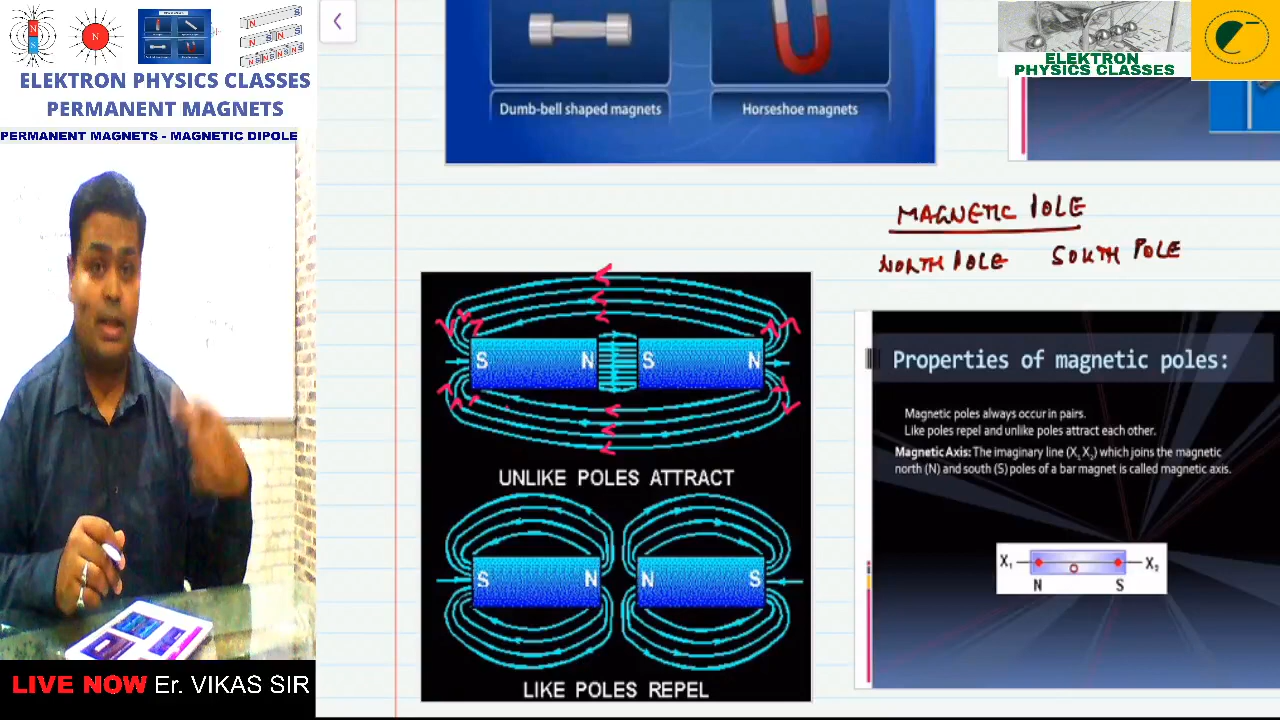 N
S
N
N S
N S N S
N S N S N S
ELEKTRON PHYSICS CLASSES
PERMANENT MAGNETS
PERMANENT MAGNETS - MAGNETIC DIPOLE
Dumb-bell shaped magnets
Horseshoe magnets
ELEKTRON
PHYSICS CLASSES
MAGNETIC POLE
NORTH POLE SOUTH POLE
S N S N
UNLIKE POLES ATTRACT
S N N S
LIKE POLES REPEL
Properties of magnetic poles:
Magnetic poles always occur in pairs.
Like poles repel and unlike poles attract each other.
Magnetic Axis: The imaginary line (X₁X₂) which joins the magnetic
north (N) and south (S) poles of a bar magnet is called magnetic axis.
X₁ X₂
N S
LIVE NOW Er. VIKAS SIR